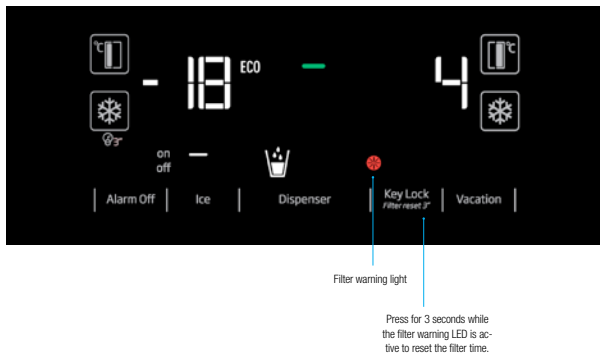 °C
°C
-18
ECO
4
3"
on
off
Alarm Off
Ice
Dispenser
Key Lock
Filter reset 3"
Vacation
Filter warning light
Press for 3 seconds while
the filter warning LED is ac-
tive to reset the filter time.